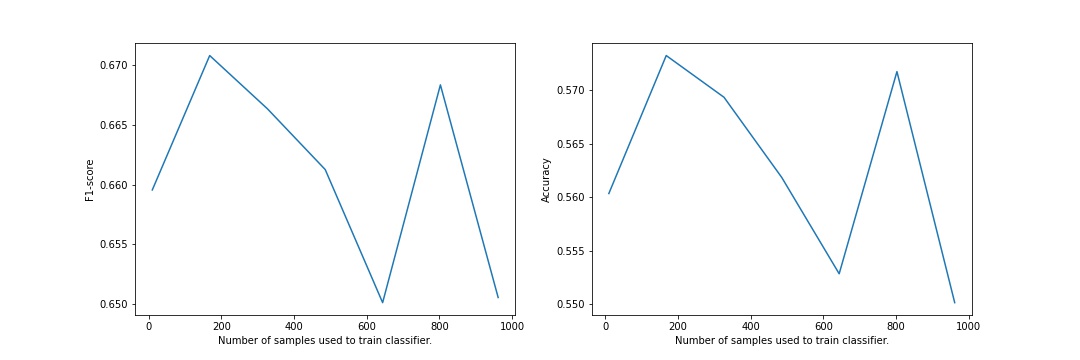 0.670
0.665
0.660
0.655
0.650
F1-score
0 200 400 600 800 1000
Number of samples used to train classifier.
0.570
0.565
0.560
0.555
0.550
Accuracy
0 200 400 600 800 1000
Number of samples used to train classifier.